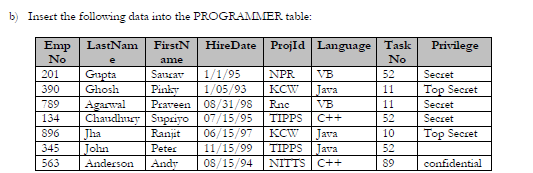 b) Insert the following data into the PROGRAMMER table:
Emp No LastName FirstName HireDate ProjId Language Task No Privilege
201 Gupta Saurav 1/1/95 NPR VB 52 Secret
390 Ghosh Pinky 1/05/93 KCW Java 11 Top Secret
789 Agarwal Praveen 08/31/98 Rnc VB 11 Secret
134 Chaudhury Supriyo 07/15/95 TIPPS C++ 52 Secret
896 Jha Ranjit 06/15/97 KCW Java 10 Top Secret
345 John Peter 11/15/99 TIPPS Java 52
563 Anderson Andy 08/15/94 NITTS C++ 89 confidential